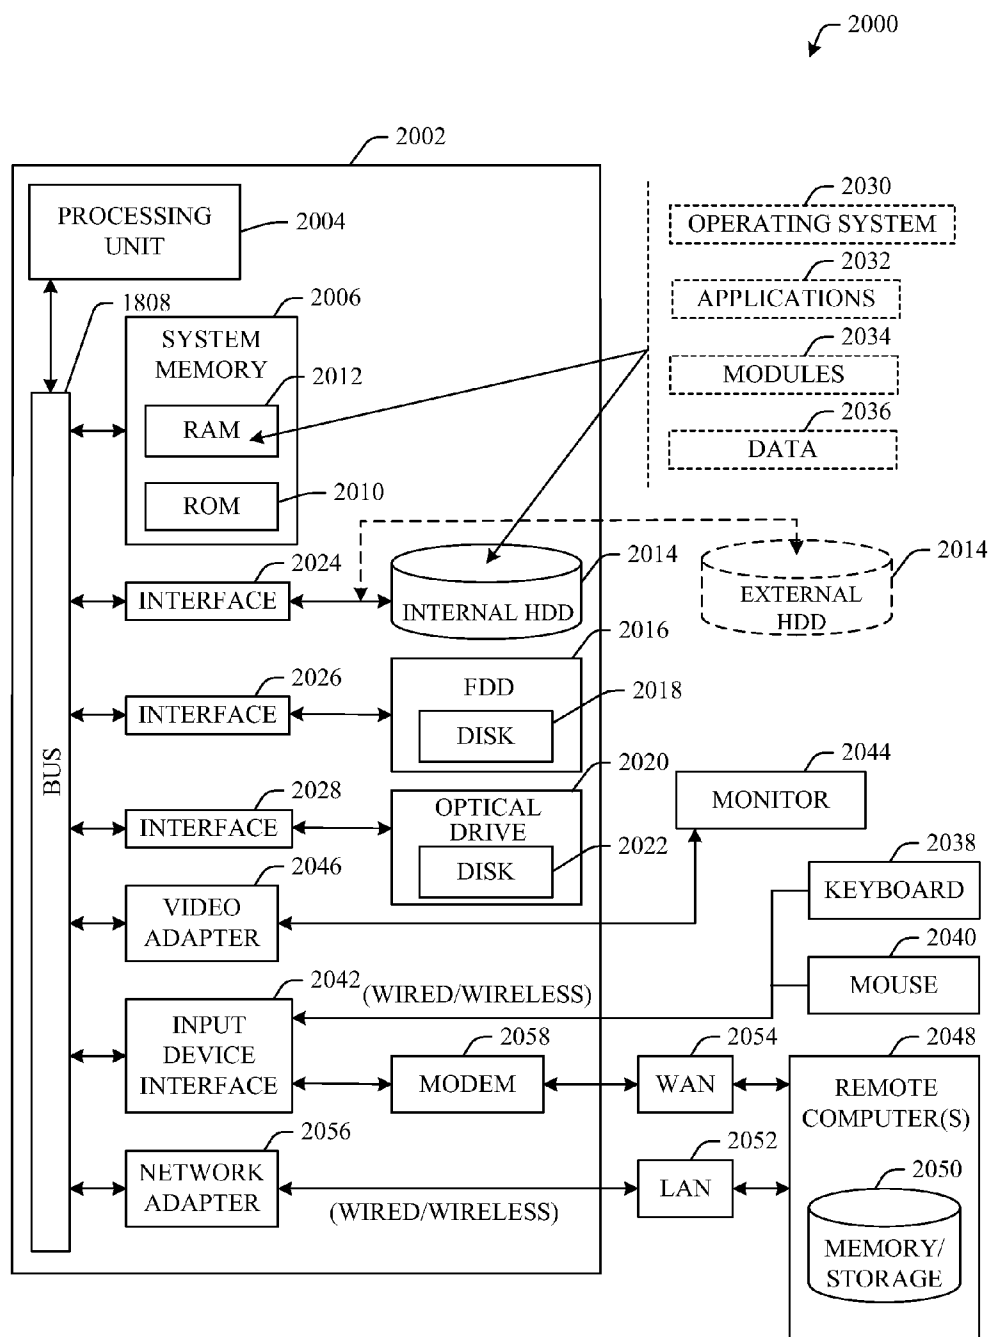 2000
2002
PROCESSING
UNIT
2004
1808
2006
SYSTEM
MEMORY
2012
RAM
2010
ROM
2030
OPERATING SYSTEM
2032
APPLICATIONS
2034
MODULES
2036
DATA
BUS
2024
INTERFACE
2014
INTERNAL HDD
2014
EXTERNAL
HDD
2026
INTERFACE
2016
FDD
2018
DISK
2028
INTERFACE
2020
OPTICAL
DRIVE
2022
DISK
2044
MONITOR
2046
VIDEO
ADAPTER
2038
KEYBOARD
2040
MOUSE
2042
(WIRED/WIRELESS)
INPUT
DEVICE
INTERFACE
2058
MODEM
2054
WAN
2048
REMOTE
COMPUTER(S)
2056
NETWORK
ADAPTER
(WIRED/WIRELESS)
2052
LAN
2050
MEMORY/
STORAGE